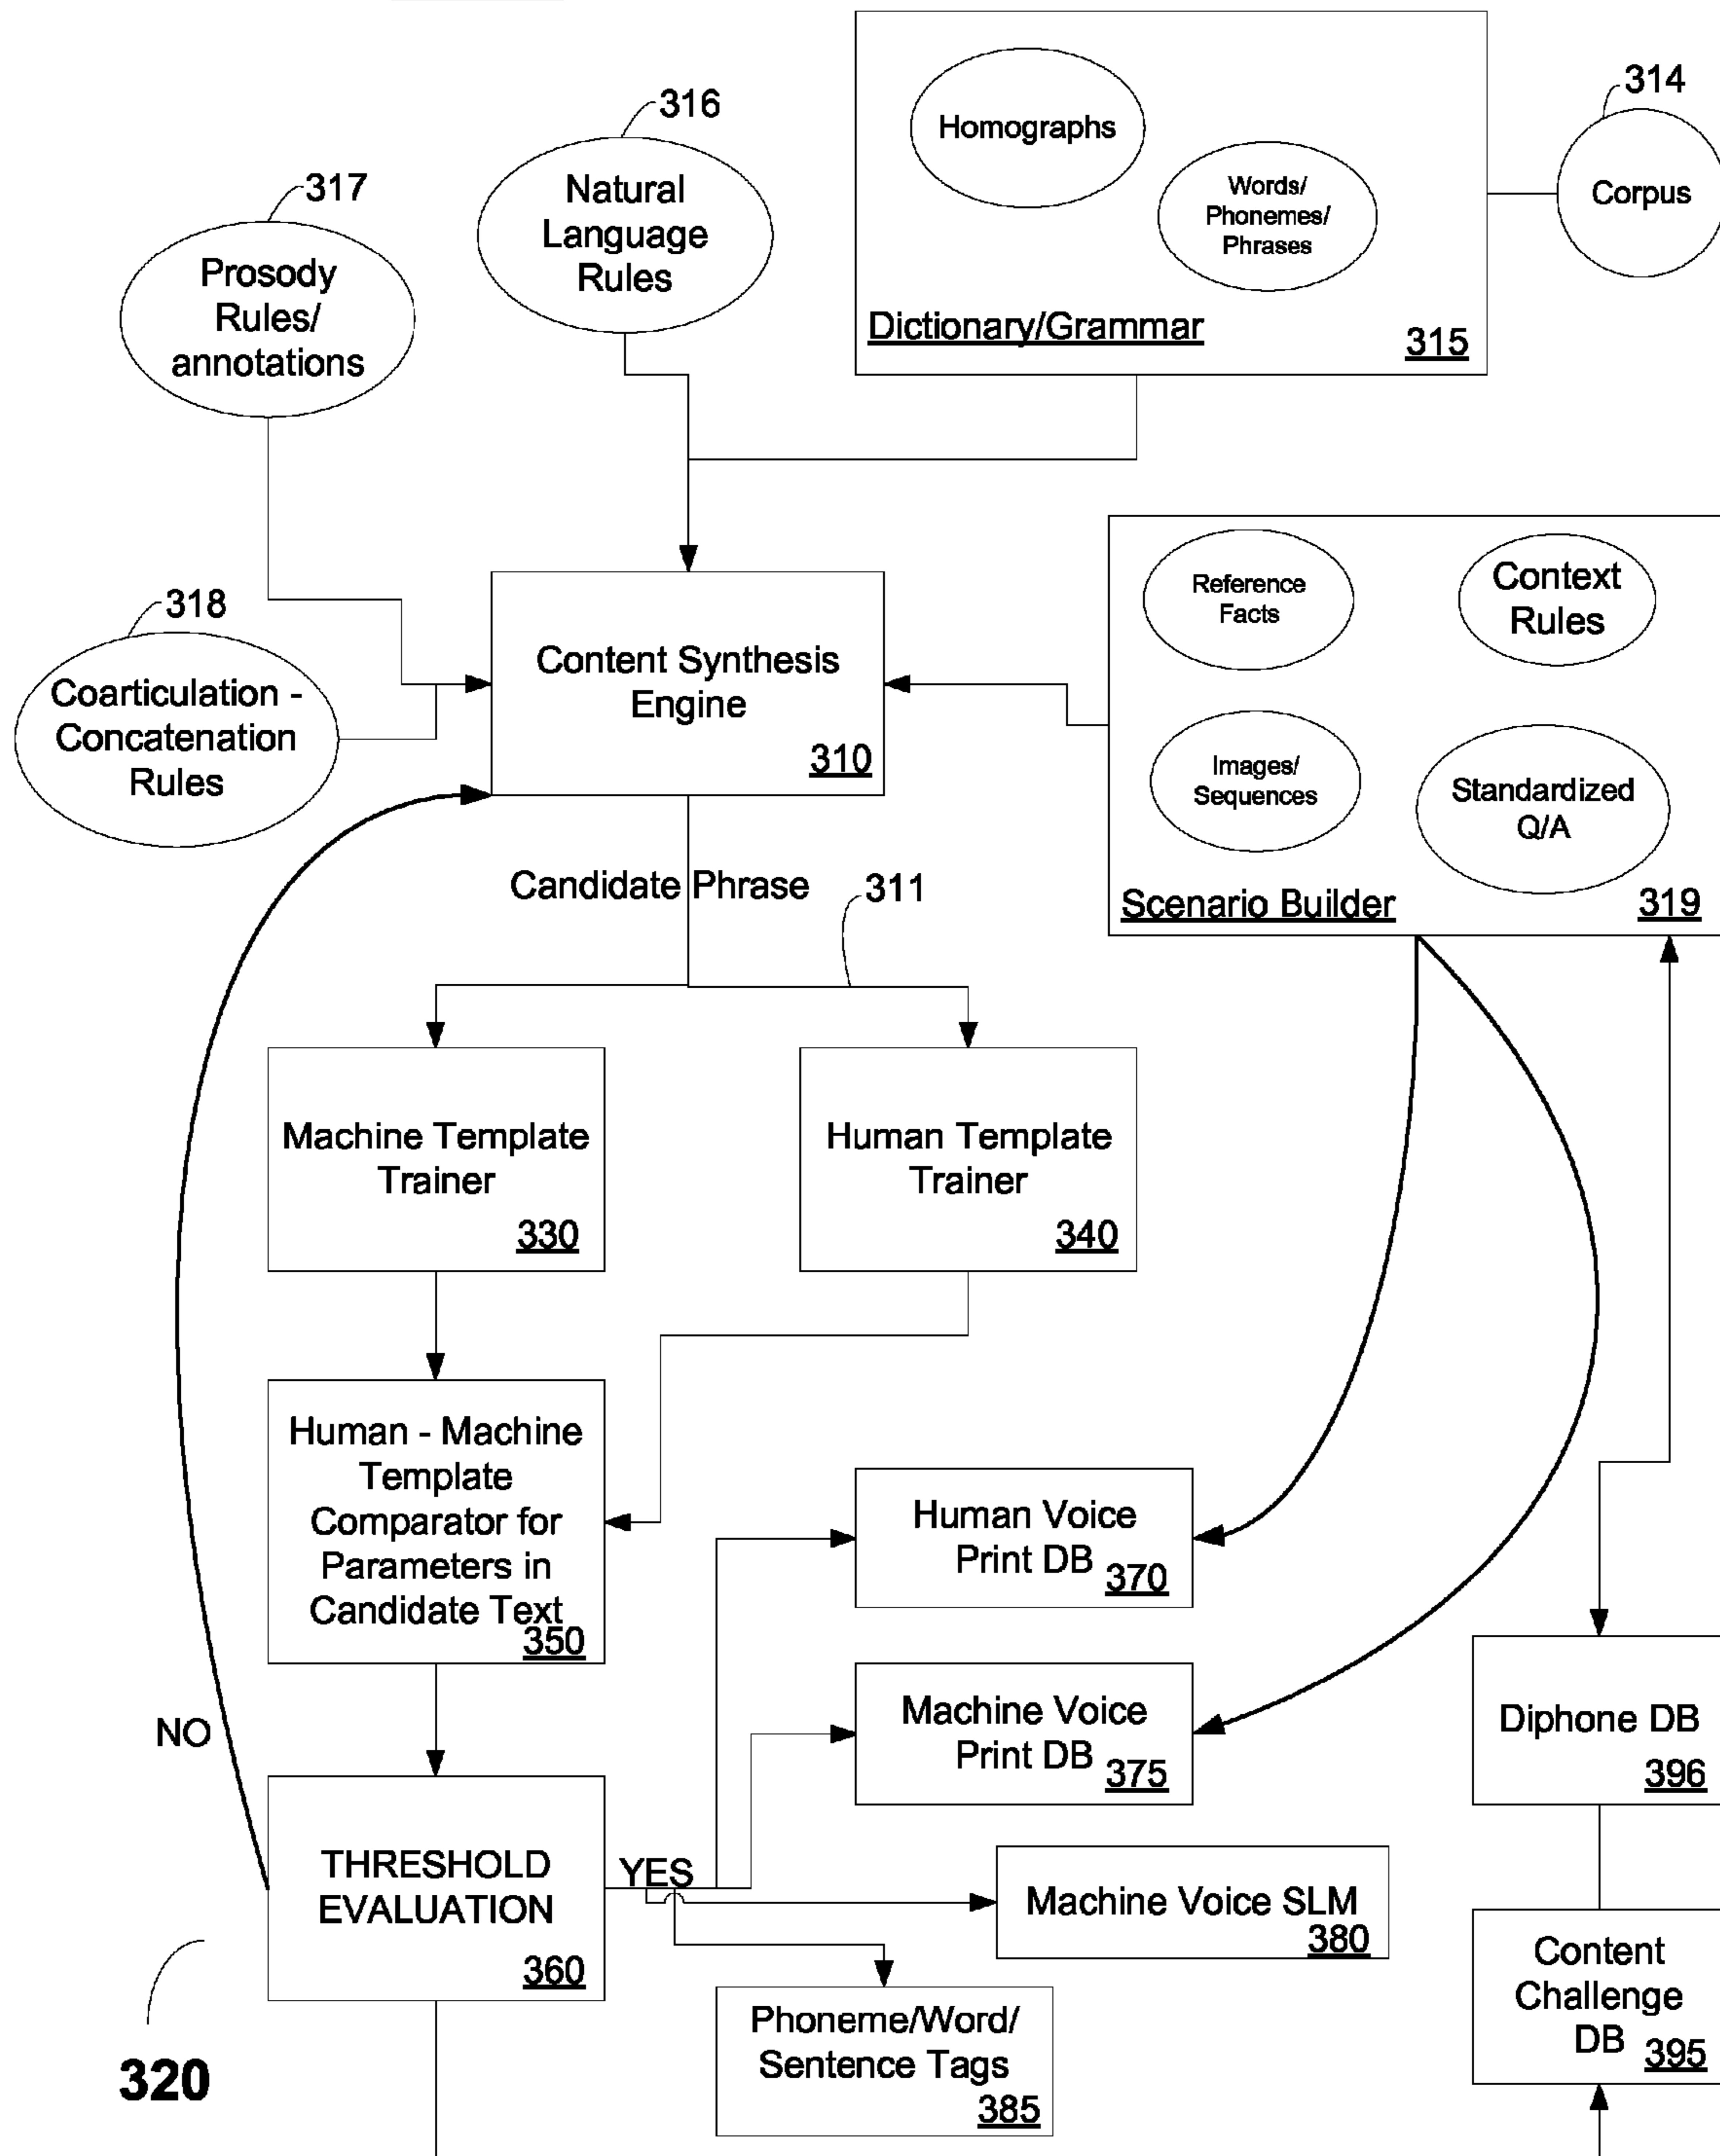 316
Natural
Language
Rules
317
Prosody
Rules/
annotations
Homographs
Words/
Phonemes/
Phrases
Dictionary/Grammar
315
314
Corpus
318
Coarticulation -
Concatenation
Rules
Content Synthesis
Engine
310
Reference
Facts
Context
Rules
Images/
Sequences
Standardized
Q/A
Scenario Builder
319
Candidate Phrase
311
Machine Template
Trainer
330
Human Template
Trainer
340
Human - Machine
Template
Comparator for
Parameters in
Candidate Text
350
Human Voice
Print DB
370
Machine Voice
Print DB
375
Diphone DB
396
NO
THRESHOLD
EVALUATION
360
YES
Machine Voice SLM
380
Phoneme/Word/
Sentence Tags
385
Content
Challenge
DB
395
320